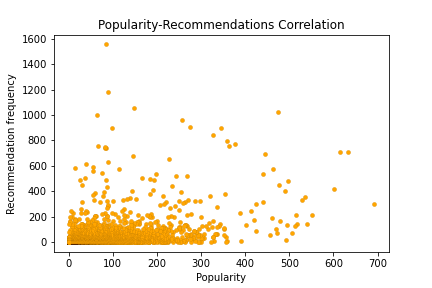 Popularity-Recommendations Correlation
Recommendation frequency
1600
1400
1200
1000
800
600
400
200
0
0 100 200 300 400 500 600 700
Popularity